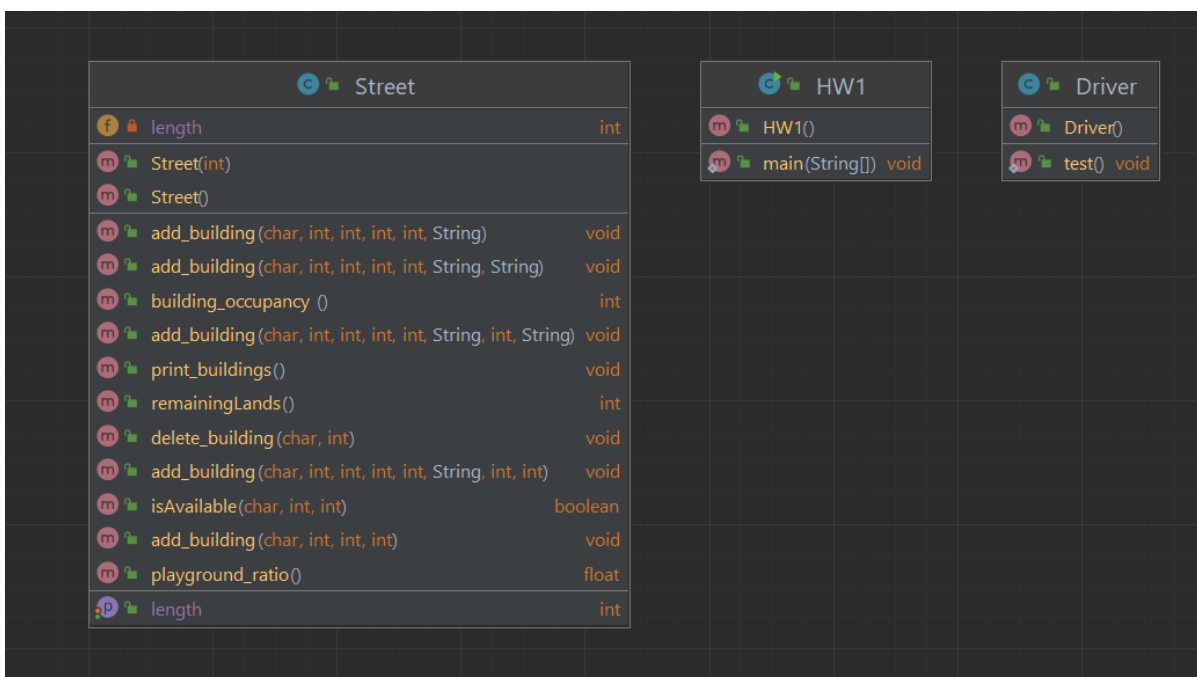 Street
length int
Street(int)
Street()
add_building(char, int, int, int, int, String) void
add_building(char, int, int, int, int, String, String) void
building_occupancy () int
add_building(char, int, int, int, int, String, int, String) void
print_buildings() void
remainingLands() int
delete_building(char, int) void
add_building(char, int, int, int, int, String, int, int) void
isAvailable(char, int, int) boolean
add_building(char, int, int, int) void
playground_ratio() float
length int
HW1
HW1()
main(String[]) void
Driver
Driver()
test() void